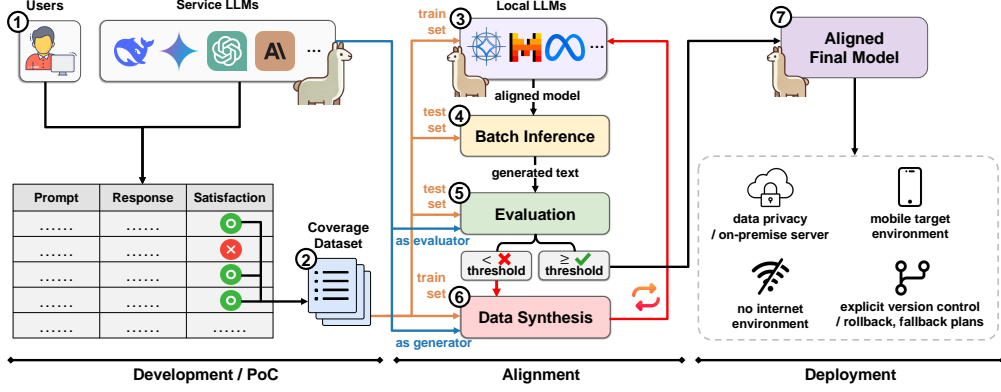 1
Users
Service LLMs
AI
...
Prompt
Response
Satisfaction
......
......
......
......
......
......
......
......
......
......
......
2
Coverage
Dataset
Development / PoC
train
set
3
Local LLMs
...
aligned model
test
set
4
Batch Inference
generated text
test
set
5
Evaluation
as evaluator
<
threshold
≥
threshold
train
set
6
Data Synthesis
as generator
Alignment
7
Aligned
Final Model
data privacy
/ on-premise server
mobile target
environment
no internet
environment
explicit version control
/ rollback, fallback plans
Deployment